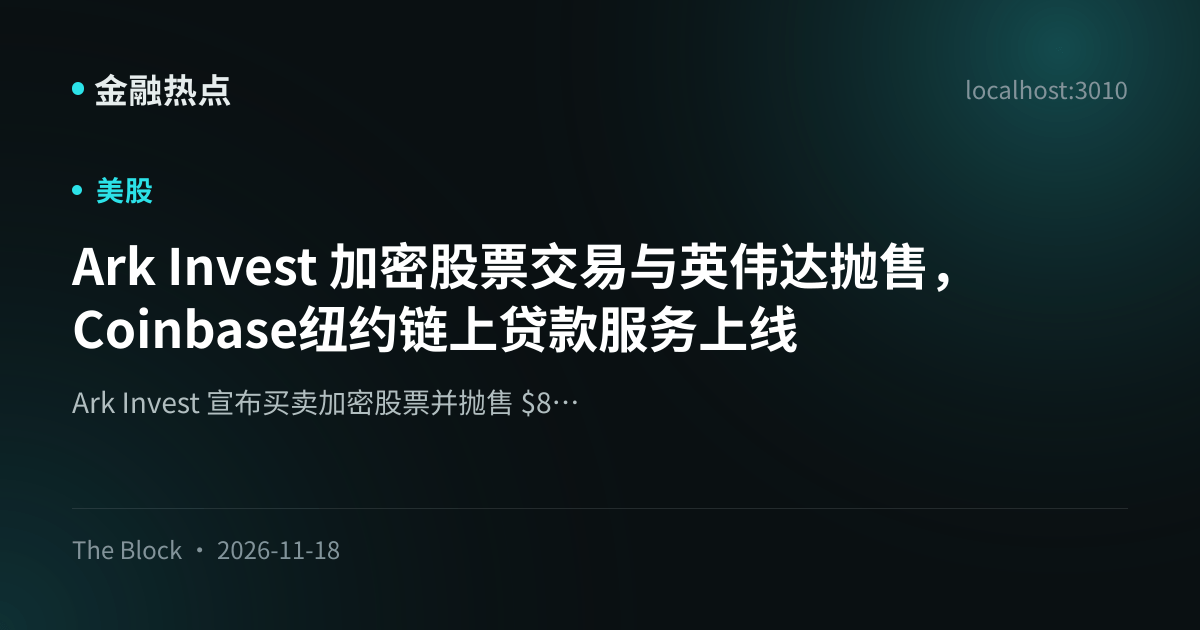 金融热点
localhost:3010
美股
Ark Invest 加密股票交易与英伟达抛售，
Coinbase纽约链上贷款服务上线
Ark Invest 宣布买卖加密股票并抛售 $8…
The Block • 2026-11-18